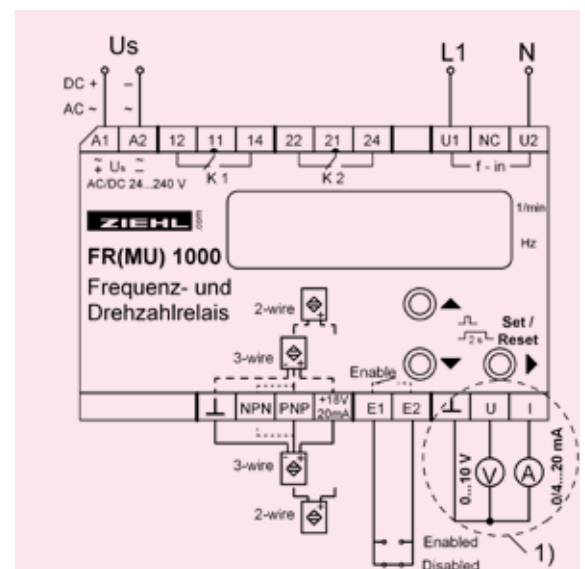 Us
L1 N
DC + –
AC ~ ~
A1 A2 12 11 14 22 21 24 U1 NC U2
~ ~
+ Us –
AC/DC 24...240 V
K 1
K 2
f - in
ZIEHL .com
1/min
Hz
FR(MU) 1000
Frequenz- und
Drehzahlrelais
2-wire
3-wire
2 s
Set /
Reset
Enable
⊥ NPN PNP +18V 20mA E1 E2 ⊥ U I
3-wire
2-wire
0...10 V
V
A
0/4...20 mA
Enabled
Disabled
1)